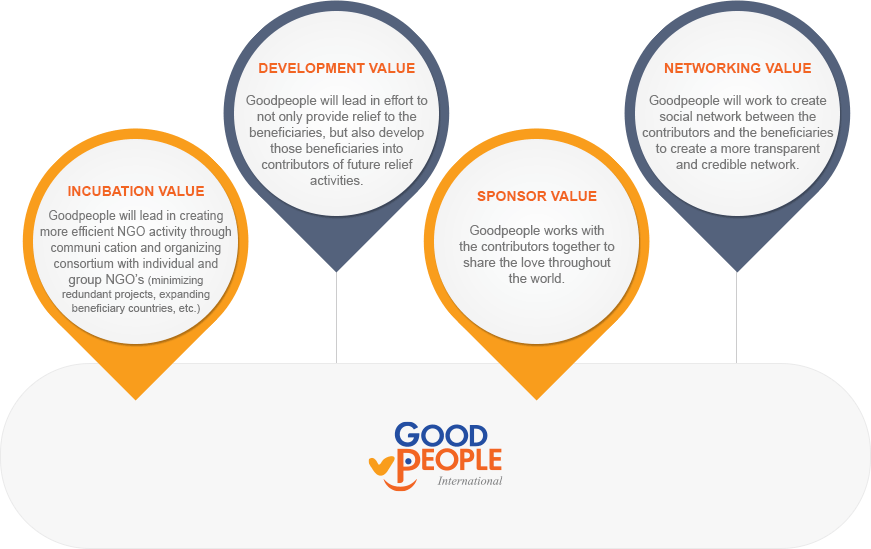 INCUBATION VALUE
Goodpeople will lead in creating
more efficient NGO activity through
communi cation and organizing
consortium with individual and
group NGO's (minimizing
redundant projects, expanding
beneficiary countries, etc.)
DEVELOPMENT VALUE
Goodpeople will lead in effort to
not only provide relief to the
beneficiaries, but also develop
those beneficiaries into
contributors of future relief
activities.
SPONSOR VALUE
Goodpeople works with
the contributors together to
share the love throughout
the world.
NETWORKING VALUE
Goodpeople will work to create
social network between the
contributors and the beneficiaries
to create a more transparent
and credible network.
GOOD
PEOPLE
International